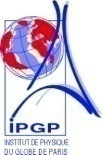 iPGP
INSTITUT DE PHYSIQUE
DU GLOBE DE PARIS